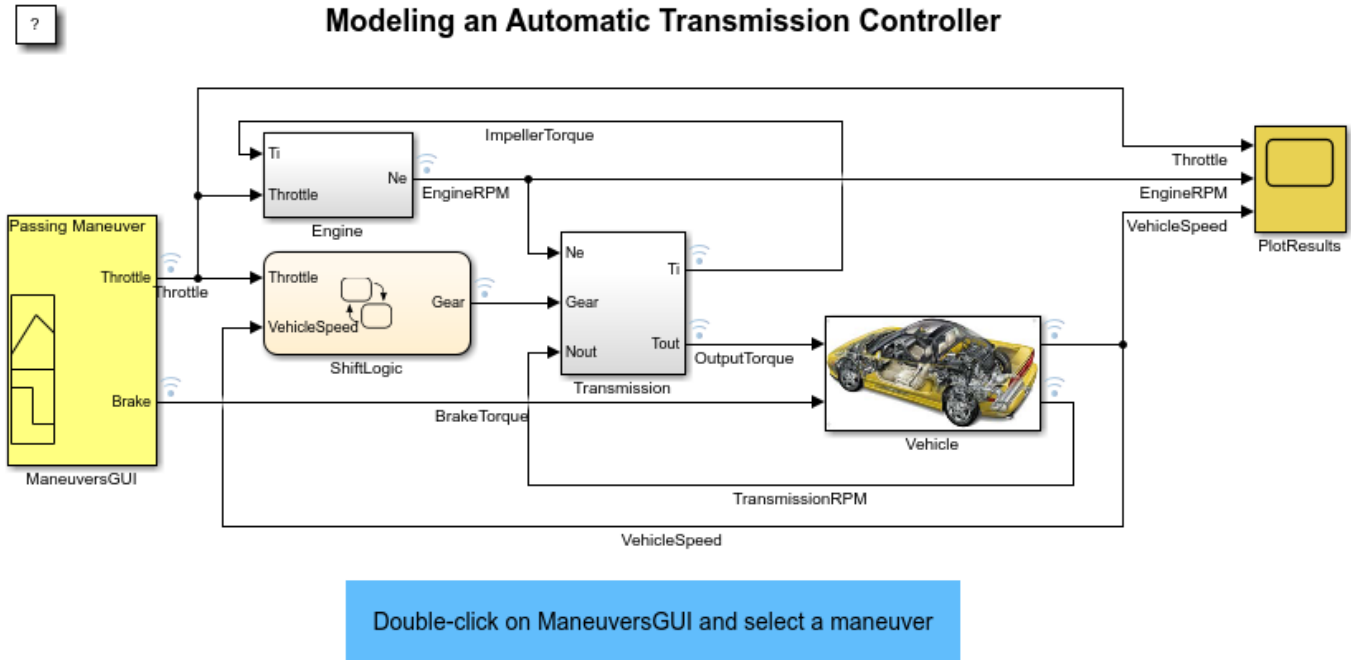 ?
Modeling an Automatic Transmission Controller
ImpellerTorque
Ti
Throttle
Ne
EngineRPM
Engine
Throttle
EngineRPM
VehicleSpeed
PlotResults
Passing Maneuver
Throttle
Throttle
Brake
ManeuversGUI
Throttle
VehicleSpeed
Gear
ShiftLogic
Ne
Gear
Nout
Ti
Tout
Transmission
OutputTorque
BrakeTorque
Vehicle
TransmissionRPM
VehicleSpeed
Double-click on ManeuversGUI and select a maneuver